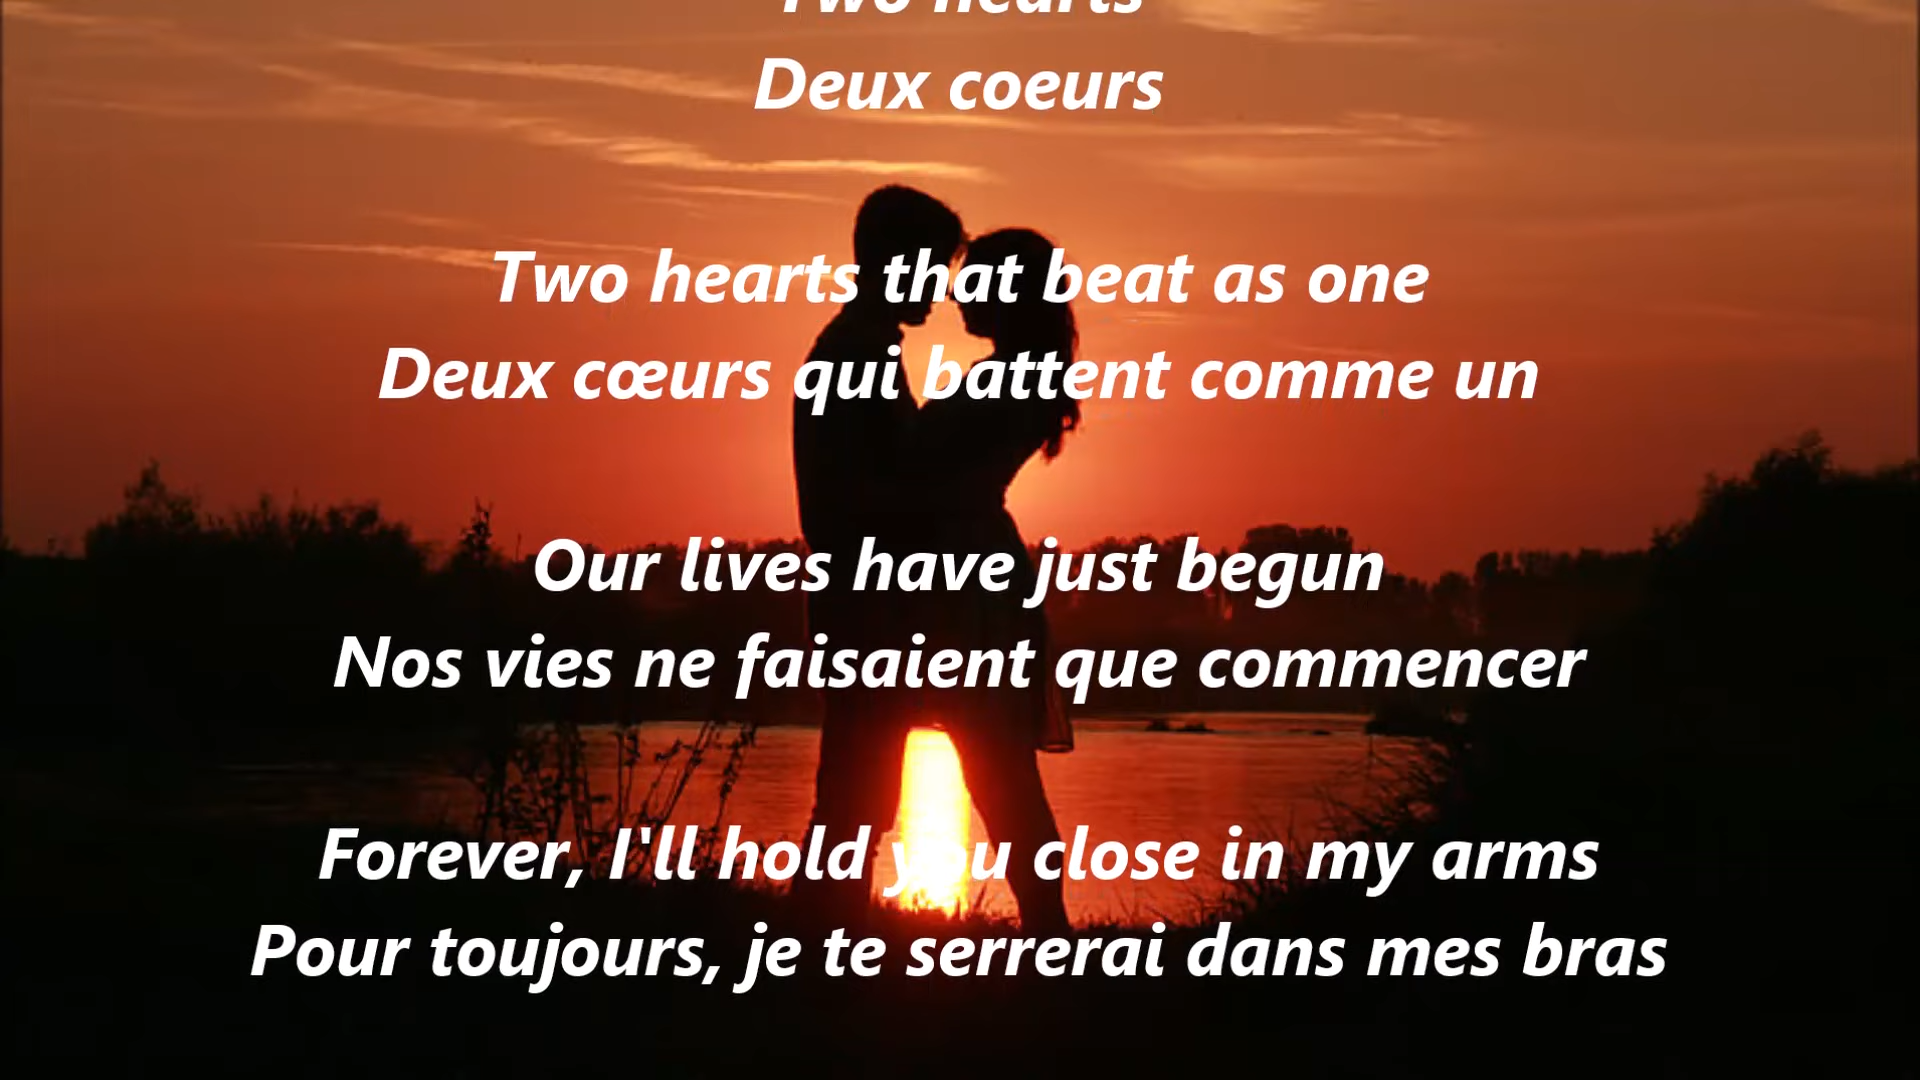 Two hearts
Deux coeurs
Two hearts that beat as one
Deux cœurs qui battent comme un
Our lives have just begun
Nos vies ne faisaient que commencer
Forever, I'll hold you close in my arms
Pour toujours, je te serrerai dans mes bras